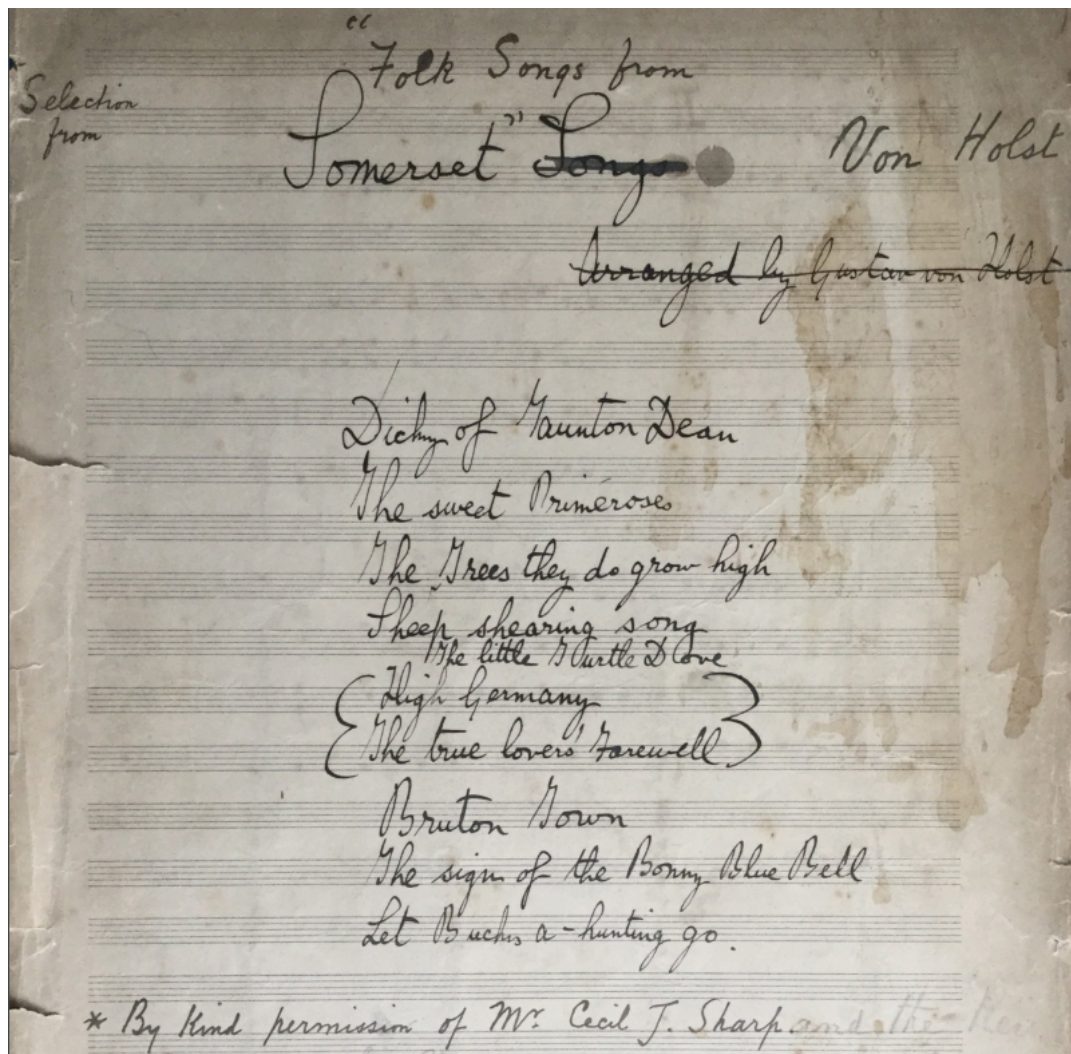 "Folk Songs from
* Selection
from
Somerset" Songs
Von Holst
Arranged by Gustav von Holst
Dicky of Taunton Dean
The sweet Primeroses
The Trees they do grow high
Sheep shearing song
The little Turtle Dove
High Germany
The true lovers' Farewell
Bruton Town
The sign of the Bonny Blue Bell
Let Bucks a-hunting go.
* By Kind permission of Mr. Cecil J. Sharp and the Rev